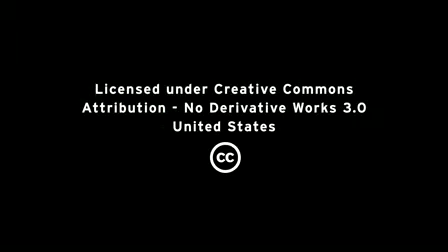 Licensed under Creative Commons
Attribution - No Derivative Works 3.0
United States
cc